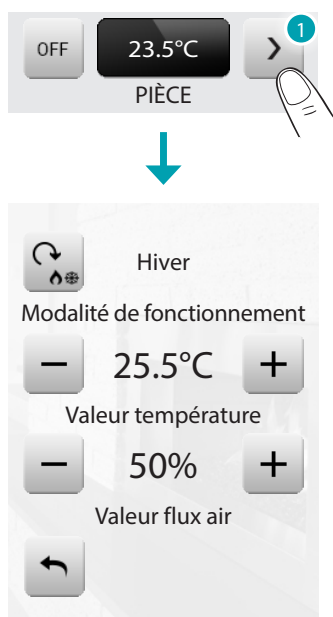 OFF 23.5°C > 1
PIÈCE
Hiver
Modalité de fonctionnement
− 25.5°C +
Valeur température
− 50% +
Valeur flux air